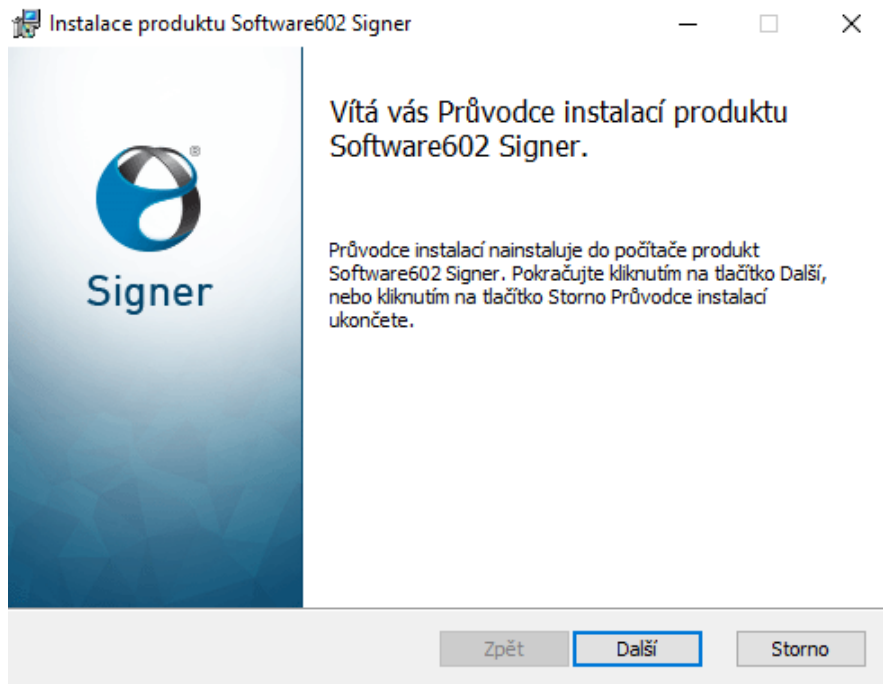 Instalace produktu Software602 Signer
Vítá vás Průvodce instalací produktu
Software602 Signer.
®
Signer
Průvodce instalací nainstaluje do počítače produkt
Software602 Signer. Pokračujte kliknutím na tlačítko Další,
nebo kliknutím na tlačítko Storno Průvodce instalací
ukončete.
Zpět
Další
Storno